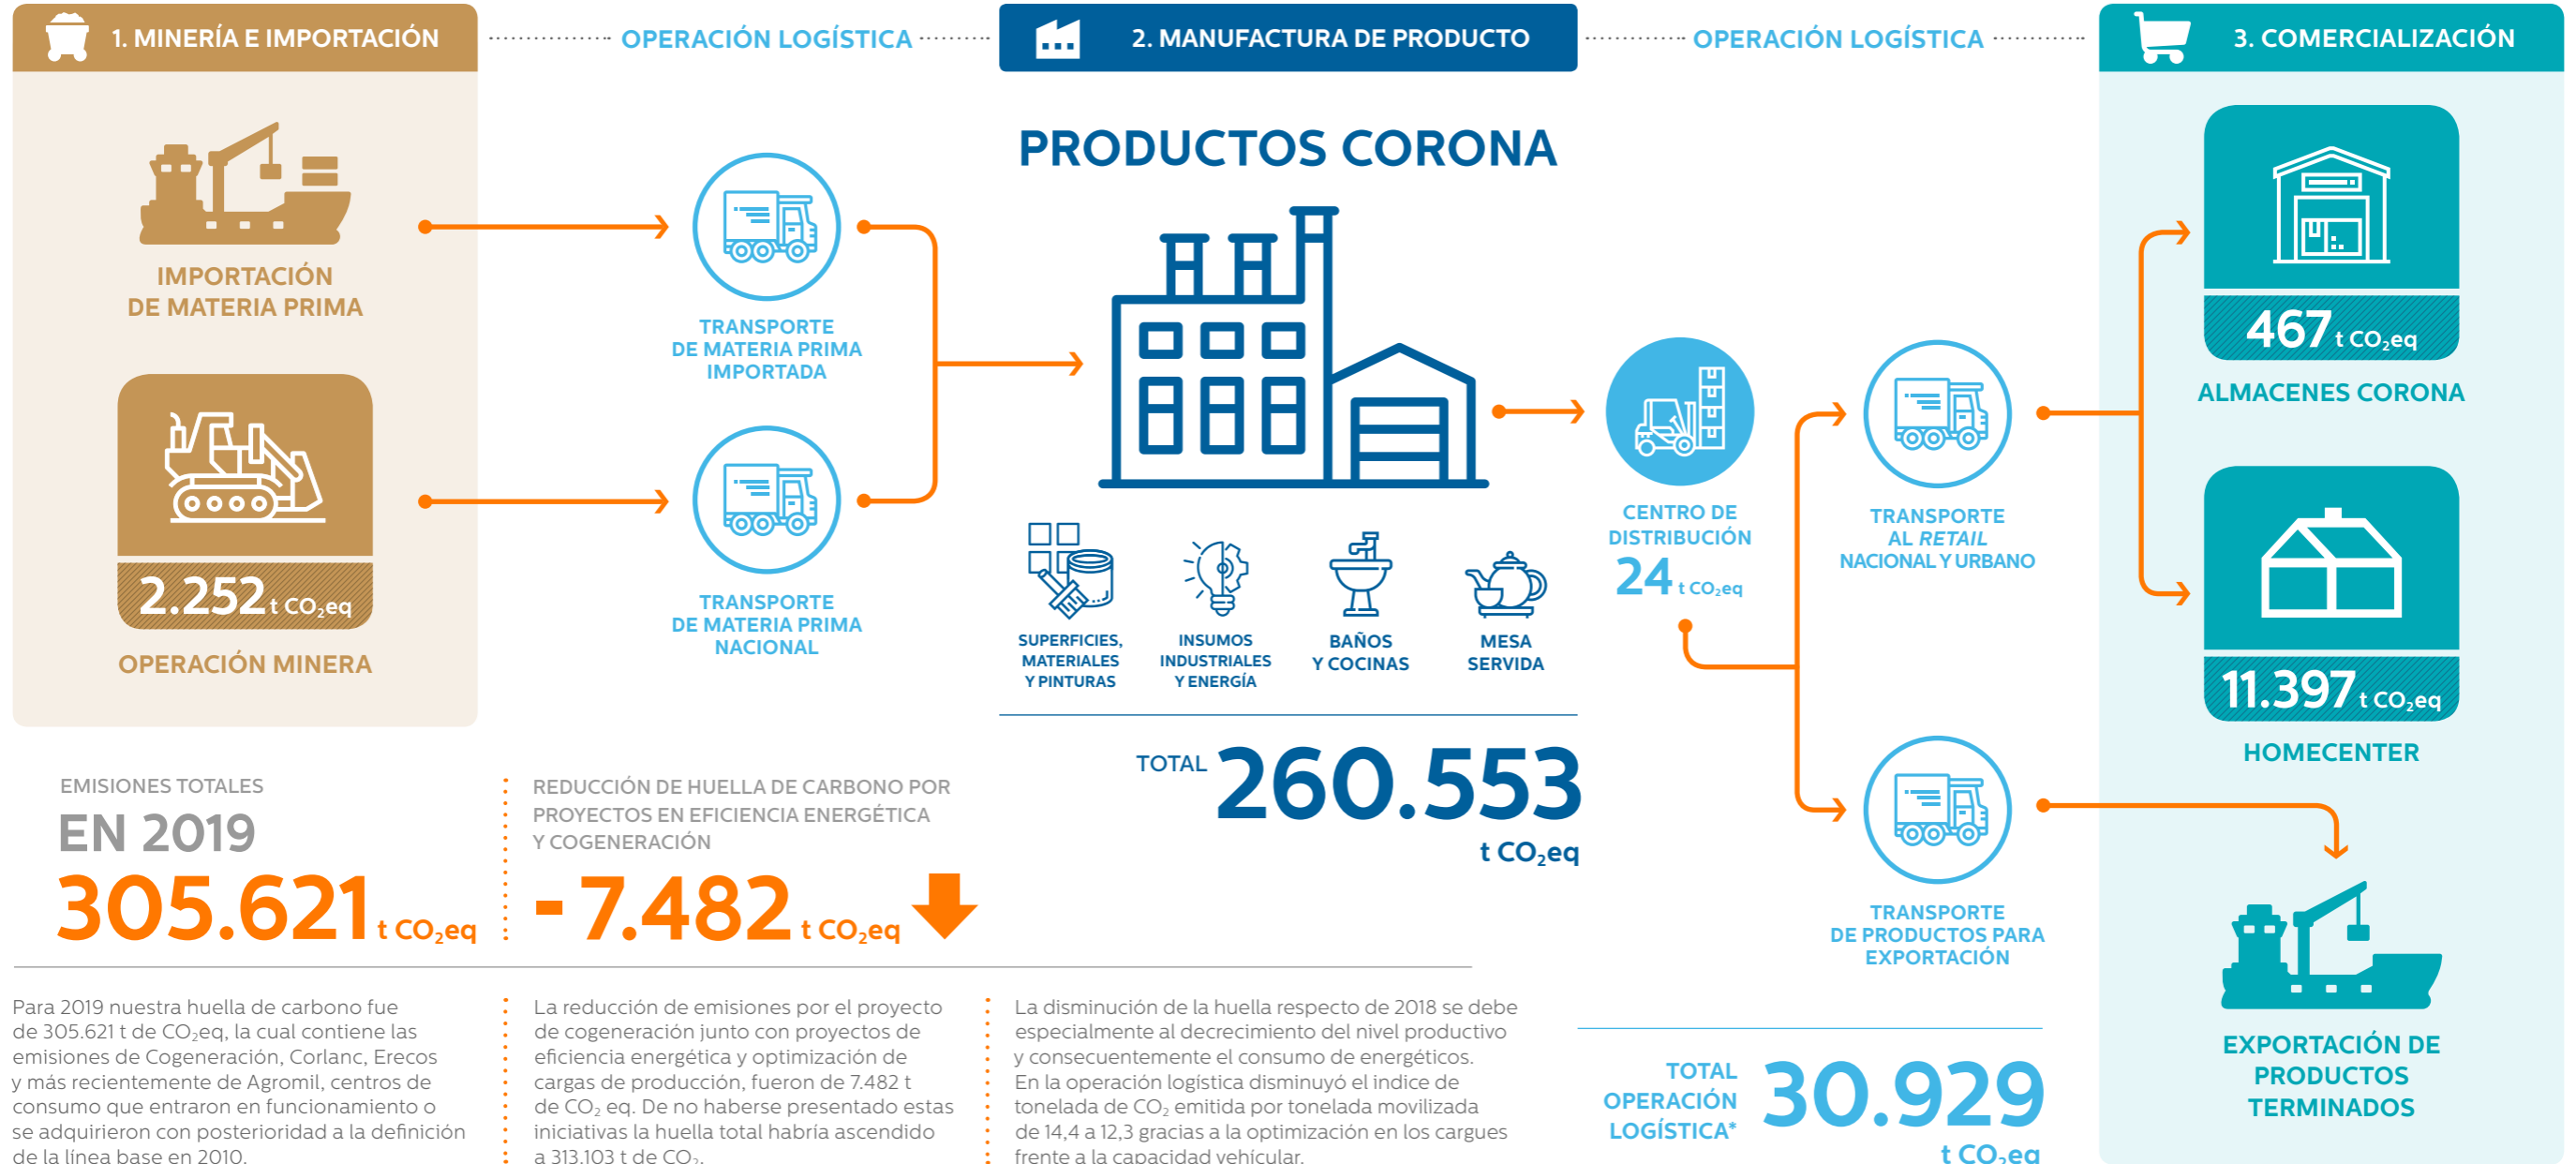 1. MINERÍA E IMPORTACIÓN
OPERACIÓN LOGÍSTICA
2. MANUFACTURA DE PRODUCTO
OPERACIÓN LOGÍSTICA
3. COMERCIALIZACIÓN
IMPORTACIÓN
DE MATERIA PRIMA
2.252 t CO₂eq
OPERACIÓN MINERA
TRANSPORTE
DE MATERIA PRIMA
IMPORTADA
TRANSPORTE
DE MATERIA PRIMA
NACIONAL
PRODUCTOS CORONA
SUPERFICIES,
MATERIALES
Y PINTURAS
INSUMOS
INDUSTRIALES
Y ENERGÍA
BAÑOS
Y COCINAS
MESA
SERVIDA
TOTAL 260.553
t CO₂eq
CENTRO DE
DISTRIBUCIÓN
24 t CO₂eq
TRANSPORTE
AL RETAIL
NACIONAL Y URBANO
TRANSPORTE
DE PRODUCTOS PARA
EXPORTACIÓN
TOTAL
OPERACIÓN
LOGÍSTICA*
30.929
t CO₂eq
467 t CO₂eq
ALMACENES CORONA
11.397 t CO₂eq
HOMECENTER
EXPORTACIÓN DE
PRODUCTOS
TERMINADOS
EMISIONES TOTALES
EN 2019
305.621 t CO₂eq
REDUCCIÓN DE HUELLA DE CARBONO POR
PROYECTOS EN EFICIENCIA ENERGÉTICA
Y COGENERACIÓN
- 7.482 t CO₂eq
Para 2019 nuestra huella de carbono fue
de 305.621 t de CO₂eq, la cual contiene las
emisiones de Cogeneración, Corlanc, Erecos
y más recientemente de Agromil, centros de
consumo que entraron en funcionamiento o
se adquirieron con posterioridad a la definición
de la línea base en 2010.
La reducción de emisiones por el proyecto
de cogeneración junto con proyectos de
eficiencia energética y optimización de
cargas de producción, fueron de 7.482 t
de CO₂ eq. De no haberse presentado estas
iniciativas la huella total habría ascendido
a 313.103 t de CO₂.
La disminución de la huella respecto de 2018 se debe
especialmente al decrecimiento del nivel productivo
y consecuentemente el consumo de energéticos.
En la operación logística disminuyó el indice de
tonelada de CO₂ emitida por tonelada movilizada
de 14,4 a 12,3 gracias a la optimización en los cargues
frente a la capacidad vehícular.